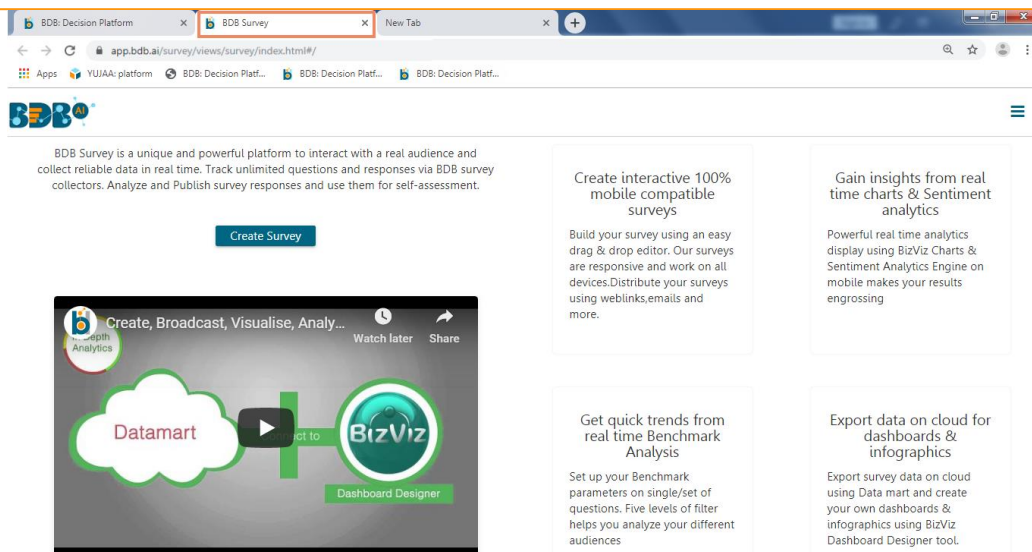 BDB: Decision Platform
BDB Survey
New Tab
app.bdb.ai/survey/views/survey/index.html#/
Apps
YUJAA: platform
BDB: Decision Platf...
BDB: Decision Platf...
BDB: Decision Platf...
BDB AI
BDB Survey is a unique and powerful platform to interact with a real audience and
collect reliable data in real time. Track unlimited questions and responses via BDB survey
collectors. Analyze and Publish survey responses and use them for self-assessment.
Create Survey
Create, Broadcast, Visualise, Analy...
Watch later
Share
Analytics
Datamart
to
BizViz
Dashboard Designer
Create interactive 100%
mobile compatible
surveys
Build your survey using an easy
drag & drop editor. Our surveys
are responsive and work on all
devices.Distribute your surveys
using weblinks,emails and
more.
Gain insights from real
time charts & Sentiment
analytics
Powerful real time analytics
display using BizViz Charts &
Sentiment Analytics Engine on
mobile makes your results
engrossing
Get quick trends from
real time Benchmark
Analysis
Set up your Benchmark
parameters on single/set of
questions. Five levels of filter
helps you analyze your different
audiences
Export data on cloud for
dashboards &
infographics
Export survey data on cloud
using Data mart and create
your own dashboards &
infographics using BizViz
Dashboard Designer tool.